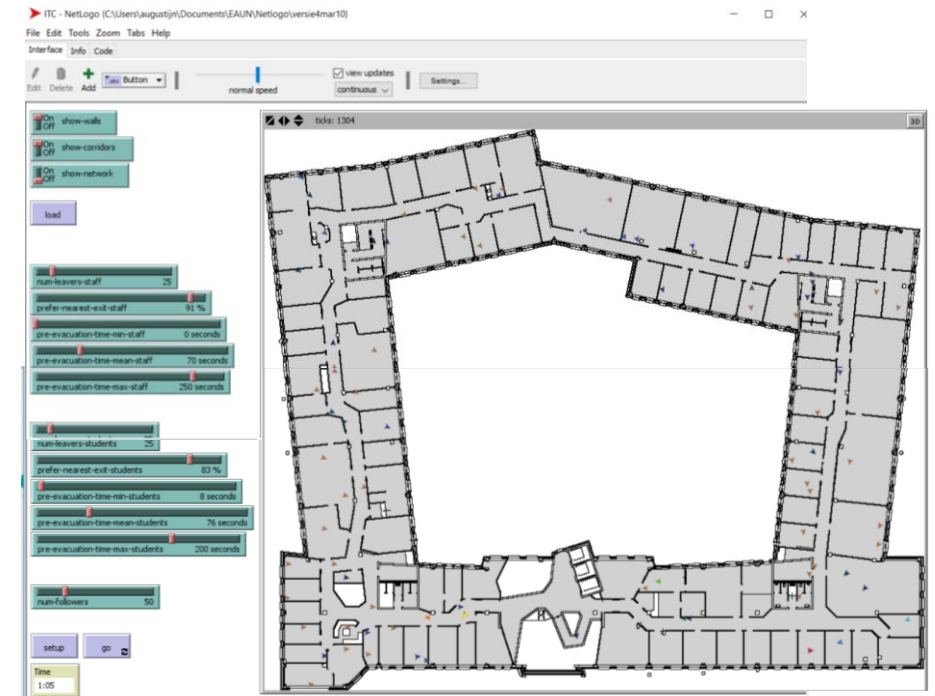 ITC - NetLogo {C:\Users\augustijn\Documents\EAUN\Netlogo\versie4mar10}
File Edit Tools Zoom Tabs Help
Interface Info Code
Edit Delete Add Button normal speed view updates continuous Settings...
ticks: 1304 3D
On Off show-walls
On Off show-corridors
On Off show-network
load
num-leavers-staff 25
prefer-nearest-exit-staff 91 %
pre-evacuation-time-min-staff 0 seconds
pre-evacuation-time-mean-staff 70 seconds
pre-evacuation-time-max-staff 250 seconds
num-leavers-students 25
prefer-nearest-exit-students 83 %
pre-evacuation-time-min-students 8 seconds
pre-evacuation-time-mean-students 76 seconds
pre-evacuation-time-max-students 200 seconds
num-followers 50
setup go
Time
1:05